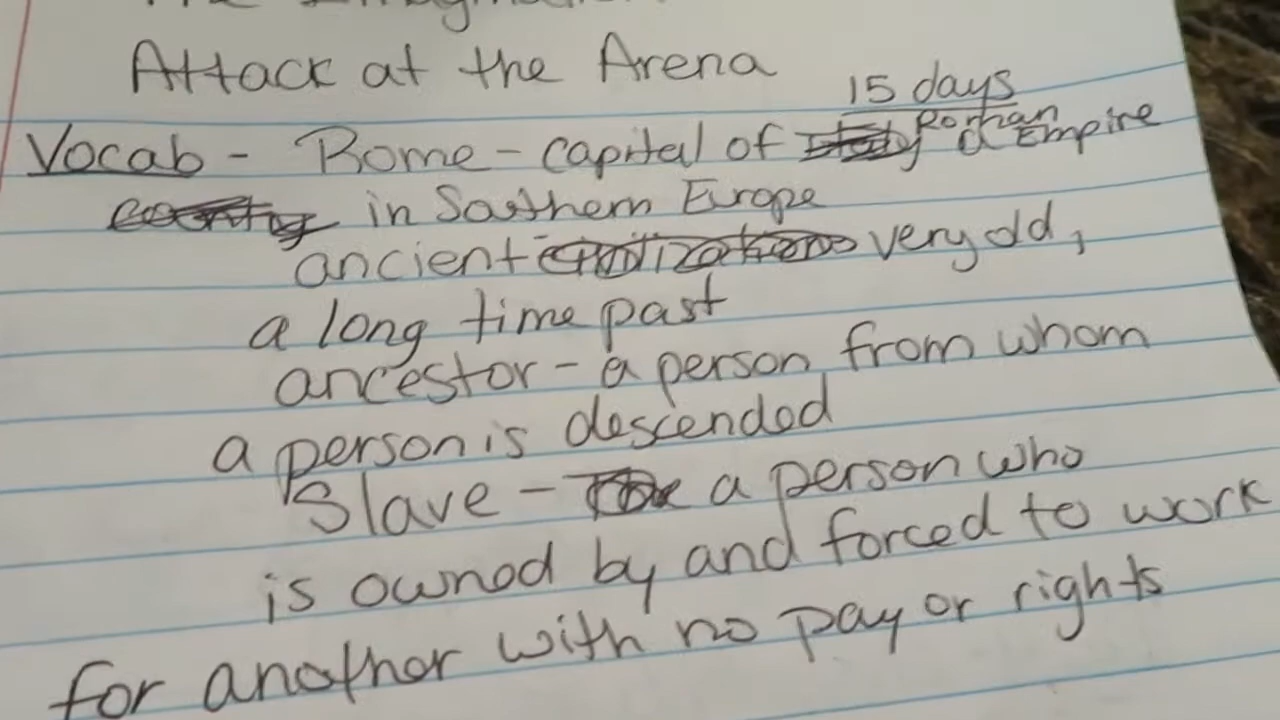 Attack at the Arena
15 days
Vocab - Rome - capital of Roman Empire
in Southern Europe
ancient - very old,
a long time past
ancestor - a person from whom
a person is descended
Slave - a person who
is owned by and forced to work
for another with no pay or rights